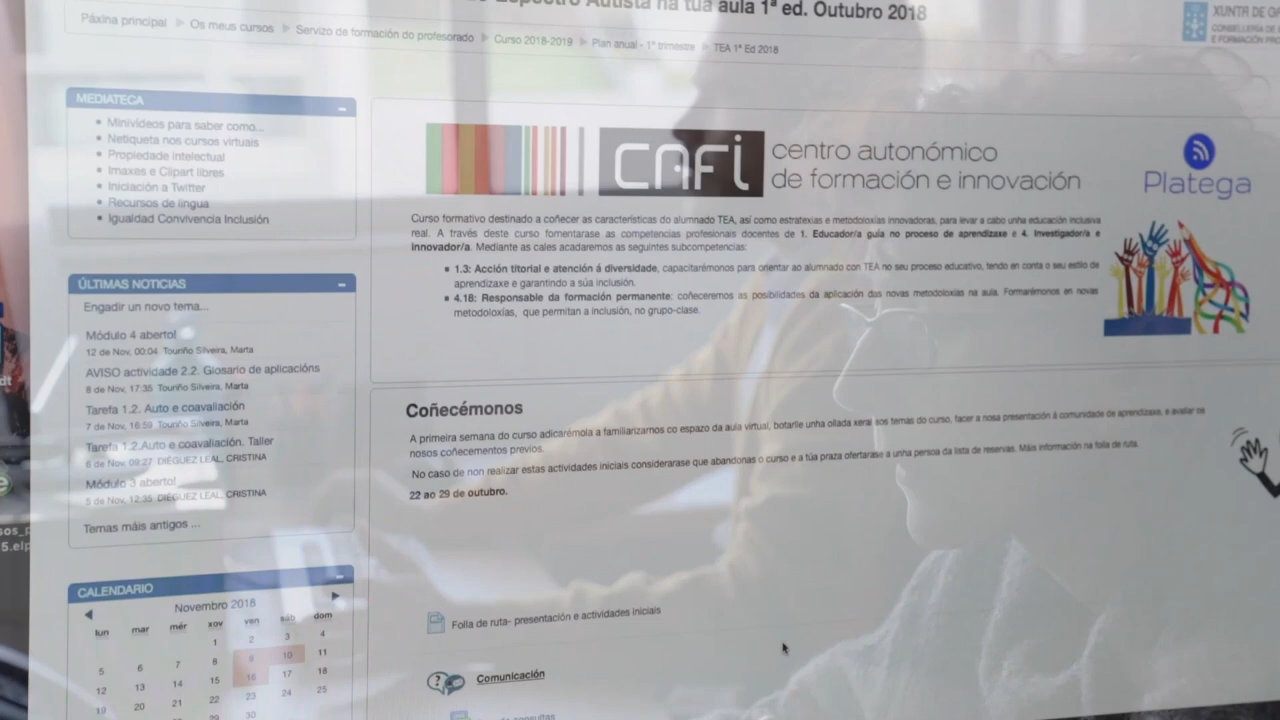 Espectro Autista na túa aula 1ª ed. Outubro 2018
XUNTA DE
CONSELLERÍA DE
E FORMACIÓN
Páxina principal ▶ Os meus cursos ▶ Servizo de formación do profesorado ▶ Curso 2018-2019 ▶ Plan anual - 1º trimestre ▶ TEA 1ª Ed 2018
MEDIATECA
Minivídeos para saber como...
Netiqueta nos cursos virtuais
Propiedade intelectual
Imaxes e Clipart libres
Iniciación a Twitter
Recursos de lingua
Igualdad Convivencia Inclusión
CAFi centro autonómico
de formación e innovación
Platega
Curso formativo destinado a coñecer as características do alumnado TEA, así como estratexias e metodoloxías innovadoras, para levar a cabo unha educación inclusiva
real. A través deste curso fomentarase as competencias profesionais docentes de 1. Educador/a guía no proceso de aprendizaxe e 4. Investigador/a e
innovador/a. Mediante as cales acadaremos as seguintes subcompetencias:
1.3: Acción titorial e atención á diversidade, capacitarémonos para orientar ao alumnado con TEA no seu proceso educativo, tendo en conta o seu estilo de
aprendizaxe e garantindo a súa inclusión.
4.18: Responsable da formación permanente: coñeceremos as posibilidades da aplicación das novas metodoloxías na aula. Formarémonos en novas
metodoloxías, que permitan a inclusión, no grupo-clase.
ÚLTIMAS NOTICIAS
Engadir un novo tema...
Módulo 4 aberto!
12 de Nov, 00:04 Touriño Silveira, Marta
AVISO actividade 2.2. Glosario de aplicacións
8 de Nov, 17:35 Touriño Silveira, Marta
Tarefa 1.2. Auto e coavaliación
7 de Nov, 16:59 Touriño Silveira, Marta
Tarefa 1.2.Auto e coavaliación. Taller
6 de Nov, 09:27 DIÉGUEZ LEAL, CRISTINA
Módulo 3 aberto!
5 de Nov, 12:35 DIÉGUEZ LEAL, CRISTINA
Temas máis antigos ...
Coñecémonos
A primeira semana do curso adicarémola a familiarizarnos co espazo da aula virtual, botarlle unha ollada xeral aos temas do curso, facer a nosa presentación á comunidade de aprendizaxe, e avaliar os
nosos coñecementos previos.
No caso de non realizar estas actividades iniciais considerarase que abandonas o curso e a túa praza ofertarase a unha persoa da lista de reservas. Máis información na folla de ruta.
22 ao 29 de outubro.
CALENDARIO
Novembro 2018
lun mar mér xov ven sáb dom
1 2 3 4
5 6 7 8 9 10 11
12 13 14 15 16 17 18
19 20 21 22 23 24 25
29 30
Folla de ruta- presentación e actividades iniciais
Comunicación
de consultas
dt
5.elp